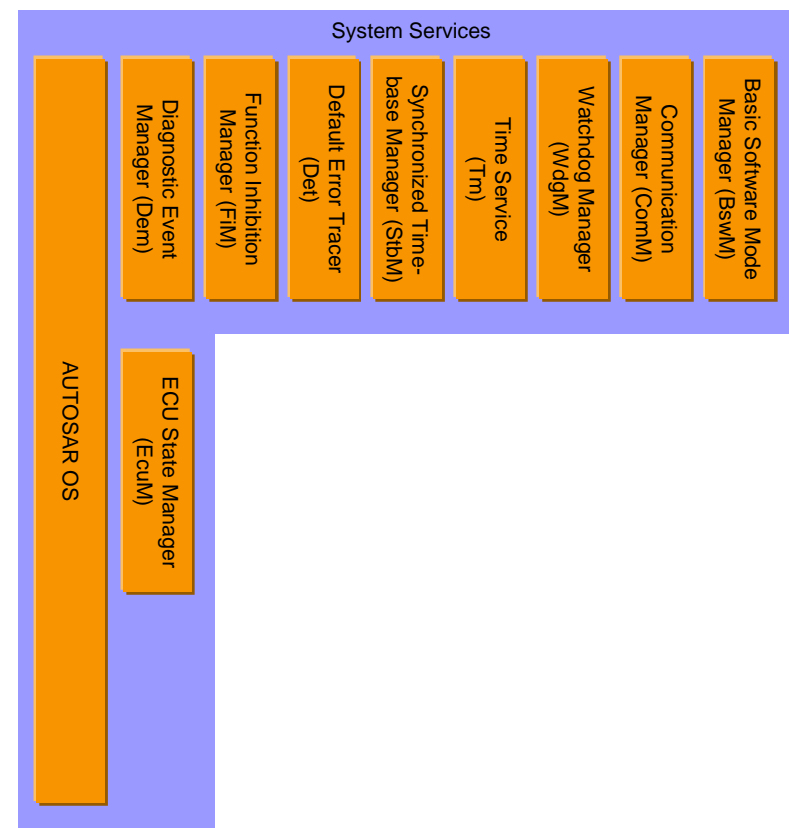 System Services
AUTOSAR OS
Diagnostic Event
Manager (Dem)
Function Inhibition
Manager (FiM)
Default Error Tracer
(Det)
Synchronized Time-
base Manager (StbM)
Time Service
(Tm)
Watchdog Manager
(WdgM)
Communication
Manager (ComM)
Basic Software Mode
Manager (BswM)
ECU State Manager
(EcuM)